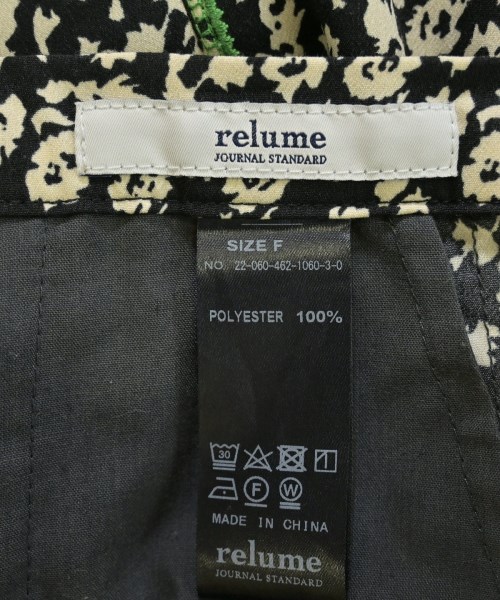 relume
JOURNAL STANDARD
SIZE F
NO. 22-060-462-1060-3-0
POLYESTER 100%
30
F W
MADE IN CHINA
relume
JOURNAL STANDARD